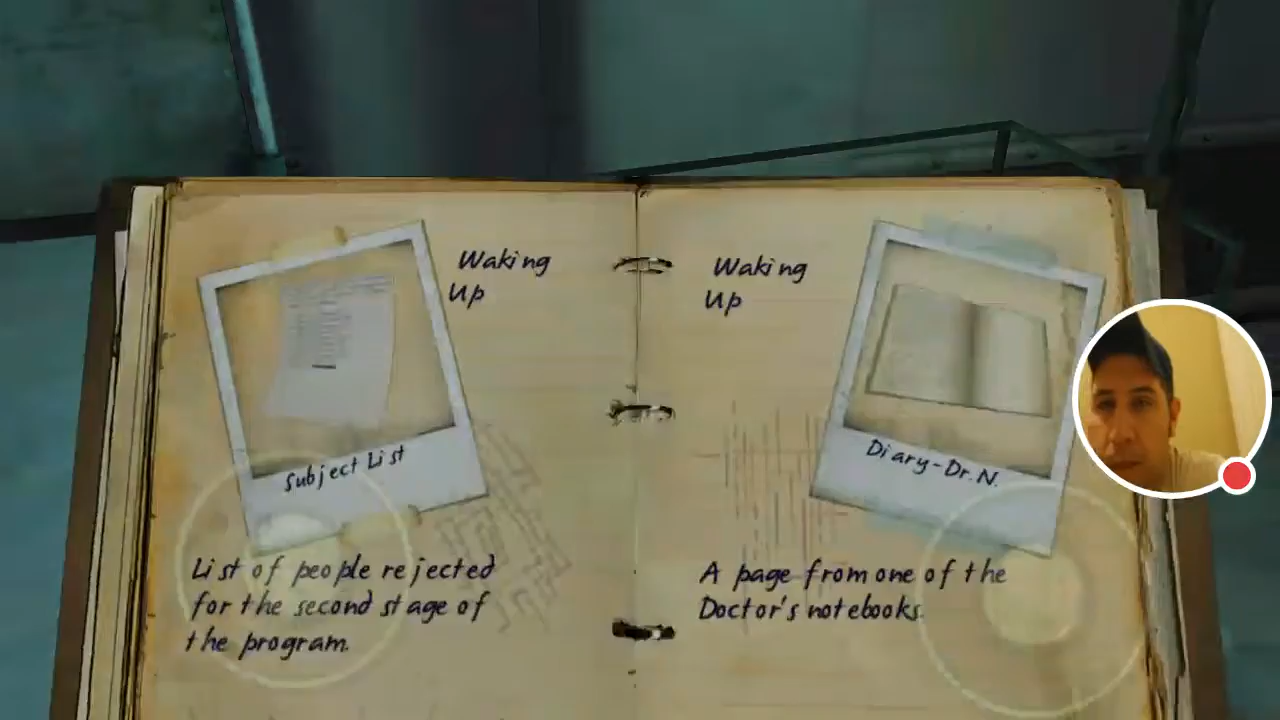 Waking
Up
Subject List
List of people rejected
for the second stage of
the program.
Waking
Up
Diary-Dr. N.
A page from one of the
Doctor's notebooks.